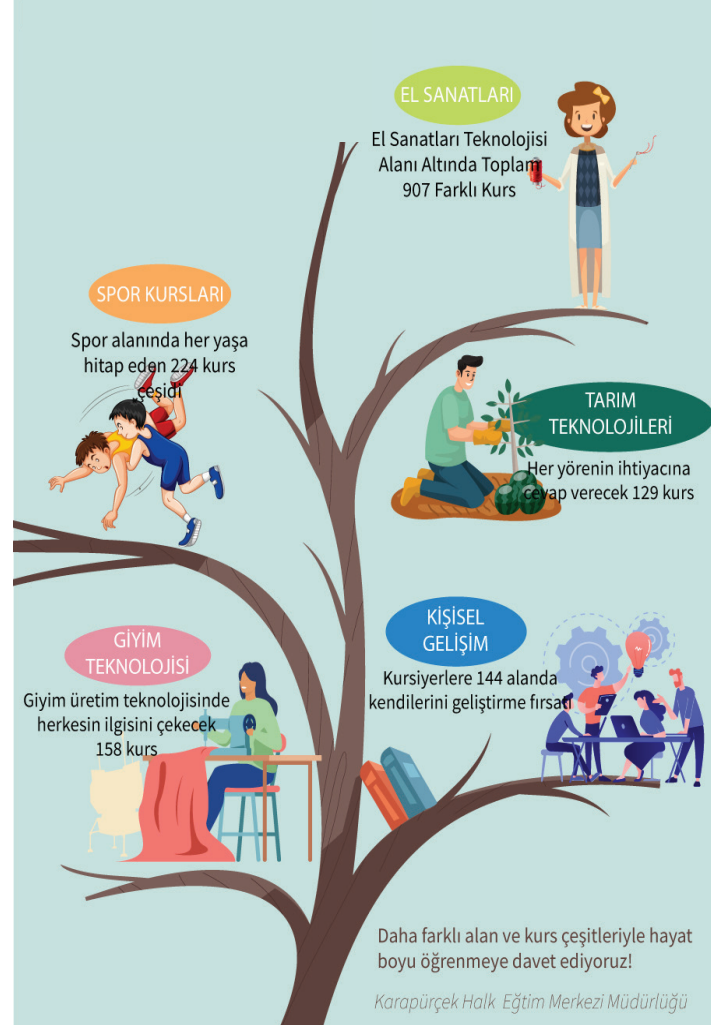 EL SANATLARI
El Sanatları Teknolojisi
Alanı Altında Toplam
907 Farklı Kurs
SPOR KURSLARI
Spor alanında her yaşa
hitap eden 224 kurs
çeşidi
TARIM
TEKNOLOJİLERİ
Her yörenin ihtiyacına
cevap verecek 129 kurs
KİŞİSEL
GELİŞİM
Kursiyerlere 144 alanda
kendilerini geliştirme fırsatı
GİYİM
TEKNOLOJİSİ
Giyim üretim teknolojisinde
herkesin ilgisini çekecek
158 kurs
Daha farklı alan ve kurs çeşitleriyle hayat
boyu öğrenmeye davet ediyoruz!
Karapürçek Halk Eğtim Merkezi Müdürlüğü